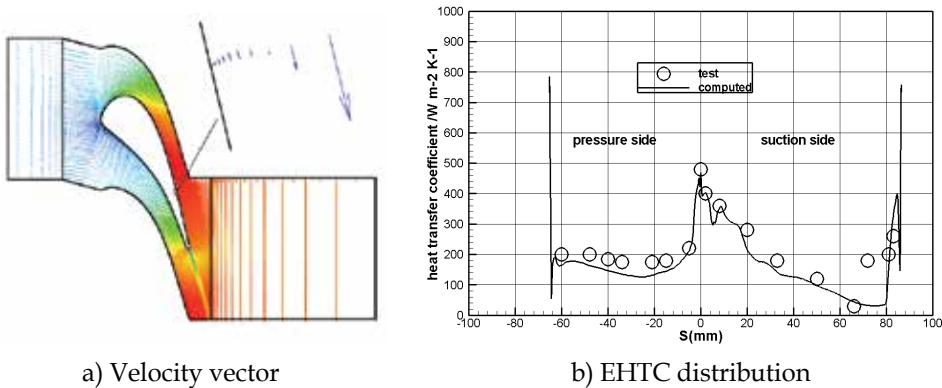 1000
900
800
700
600
500
400
300
200
100
0
heat transfer coefficient /W m-2 K-1
test
computed
pressure side
suction side
-100 -80 -60 -40 -20 0 20 40 60 80 100
S(mm)
a) Velocity vector
b) EHTC distribution